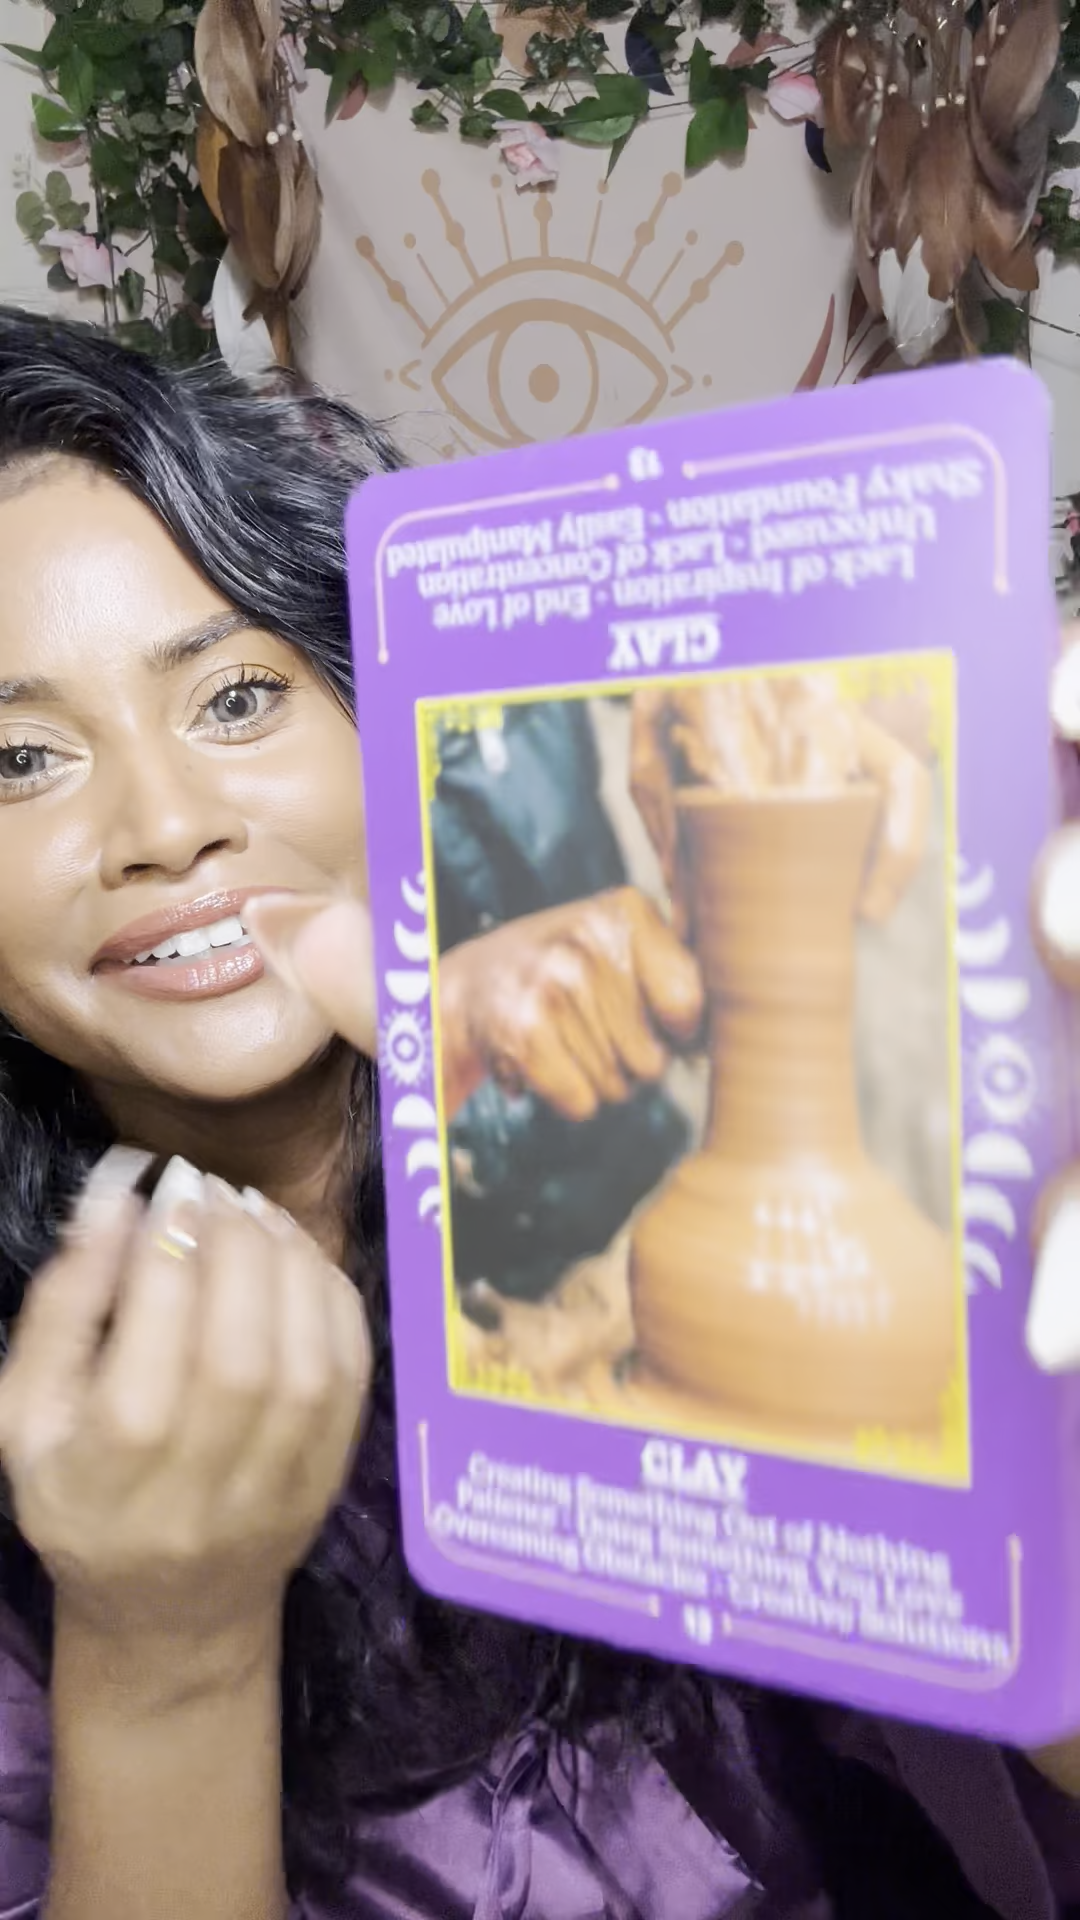 13
Shaky Foundation · Easily Manipulated
Unfocused · Lack of Concentration
Lack of Inspiration · End of Love
CLAY
CLAY
Creating Something Out of Nothing
Patience · Doing Something You Love
Overcoming Obstacles · Creative Solutions
13